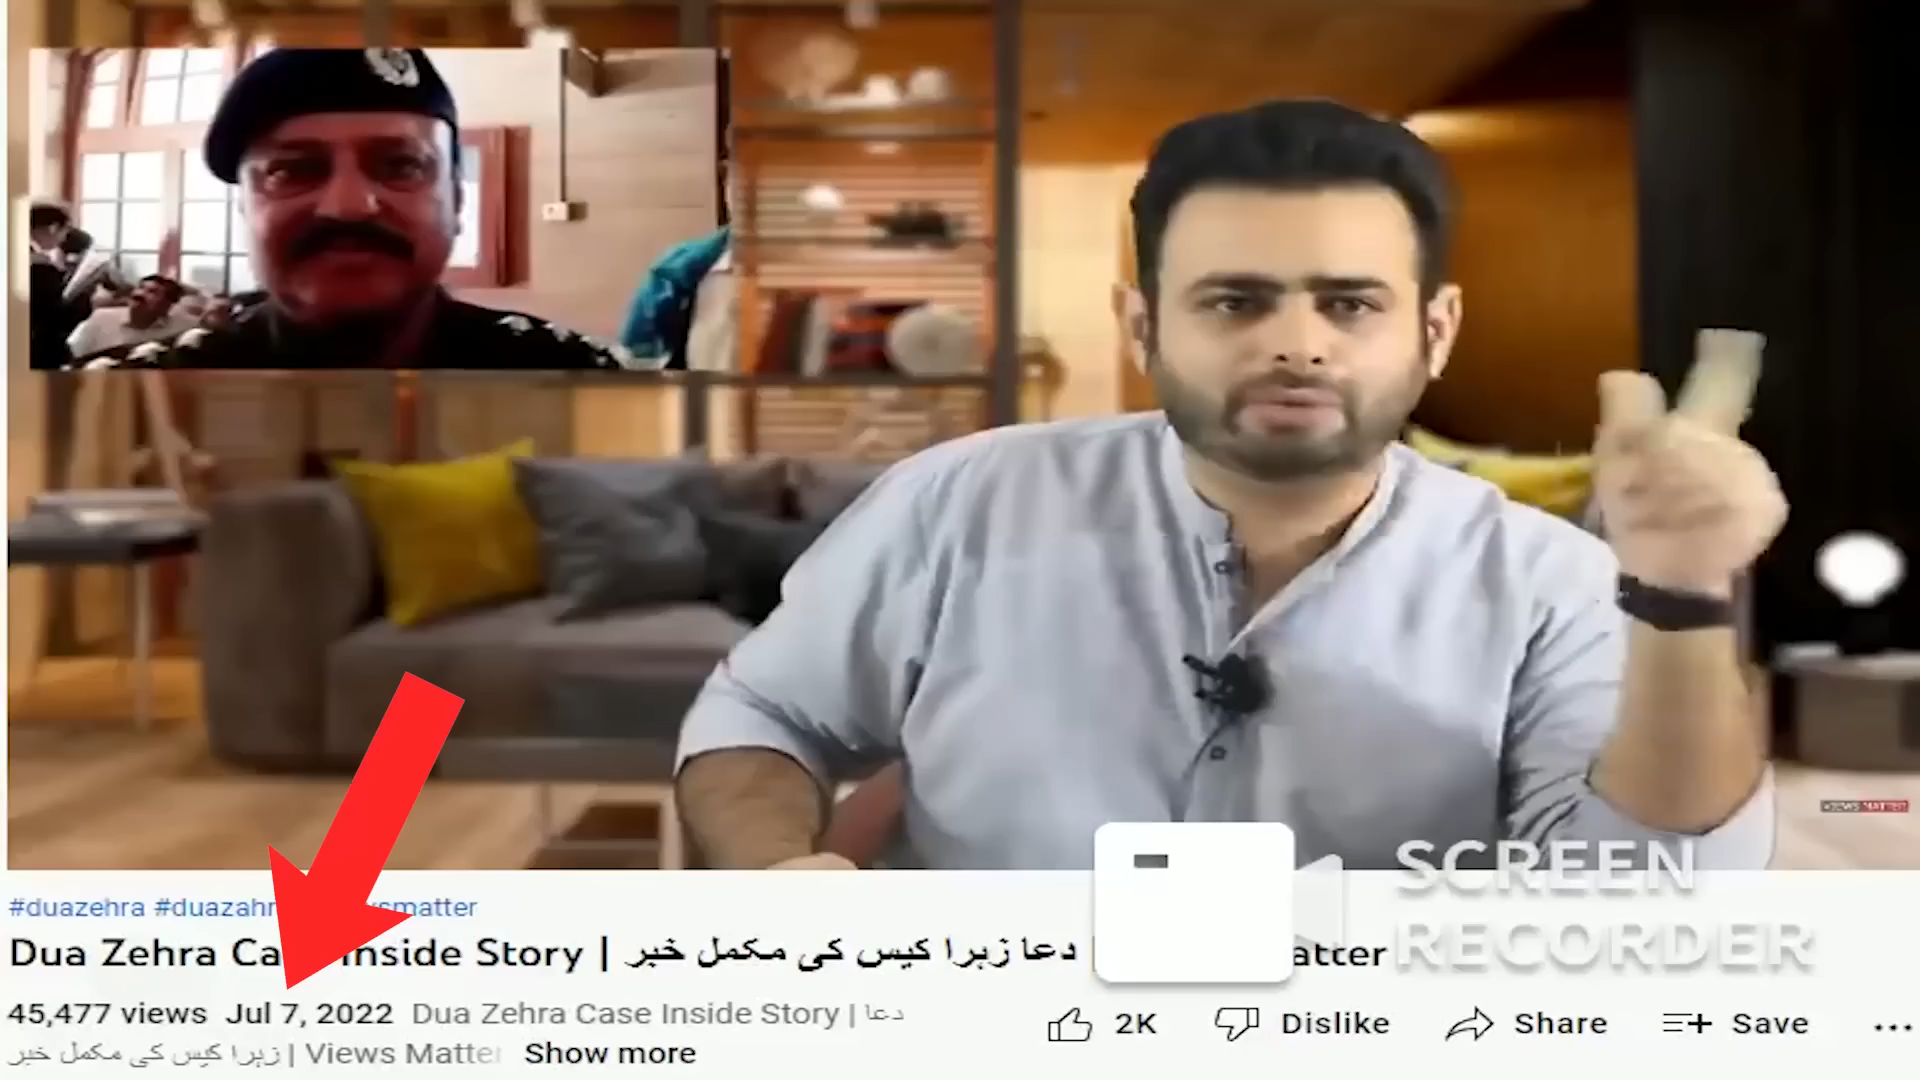 VIEWS MATTER
SCREEN
RECORDER
#duazehra #duazahr smatter
Dua Zehra Ca Inside Story | دعا زہرا کیس کی مکمل خبر atter
45,477 views Jul 7, 2022 Dua Zehra Case Inside Story | دعا
زہرا کیس کی مکمل خبر | Views Matter Show more
2K Dislike Share Save